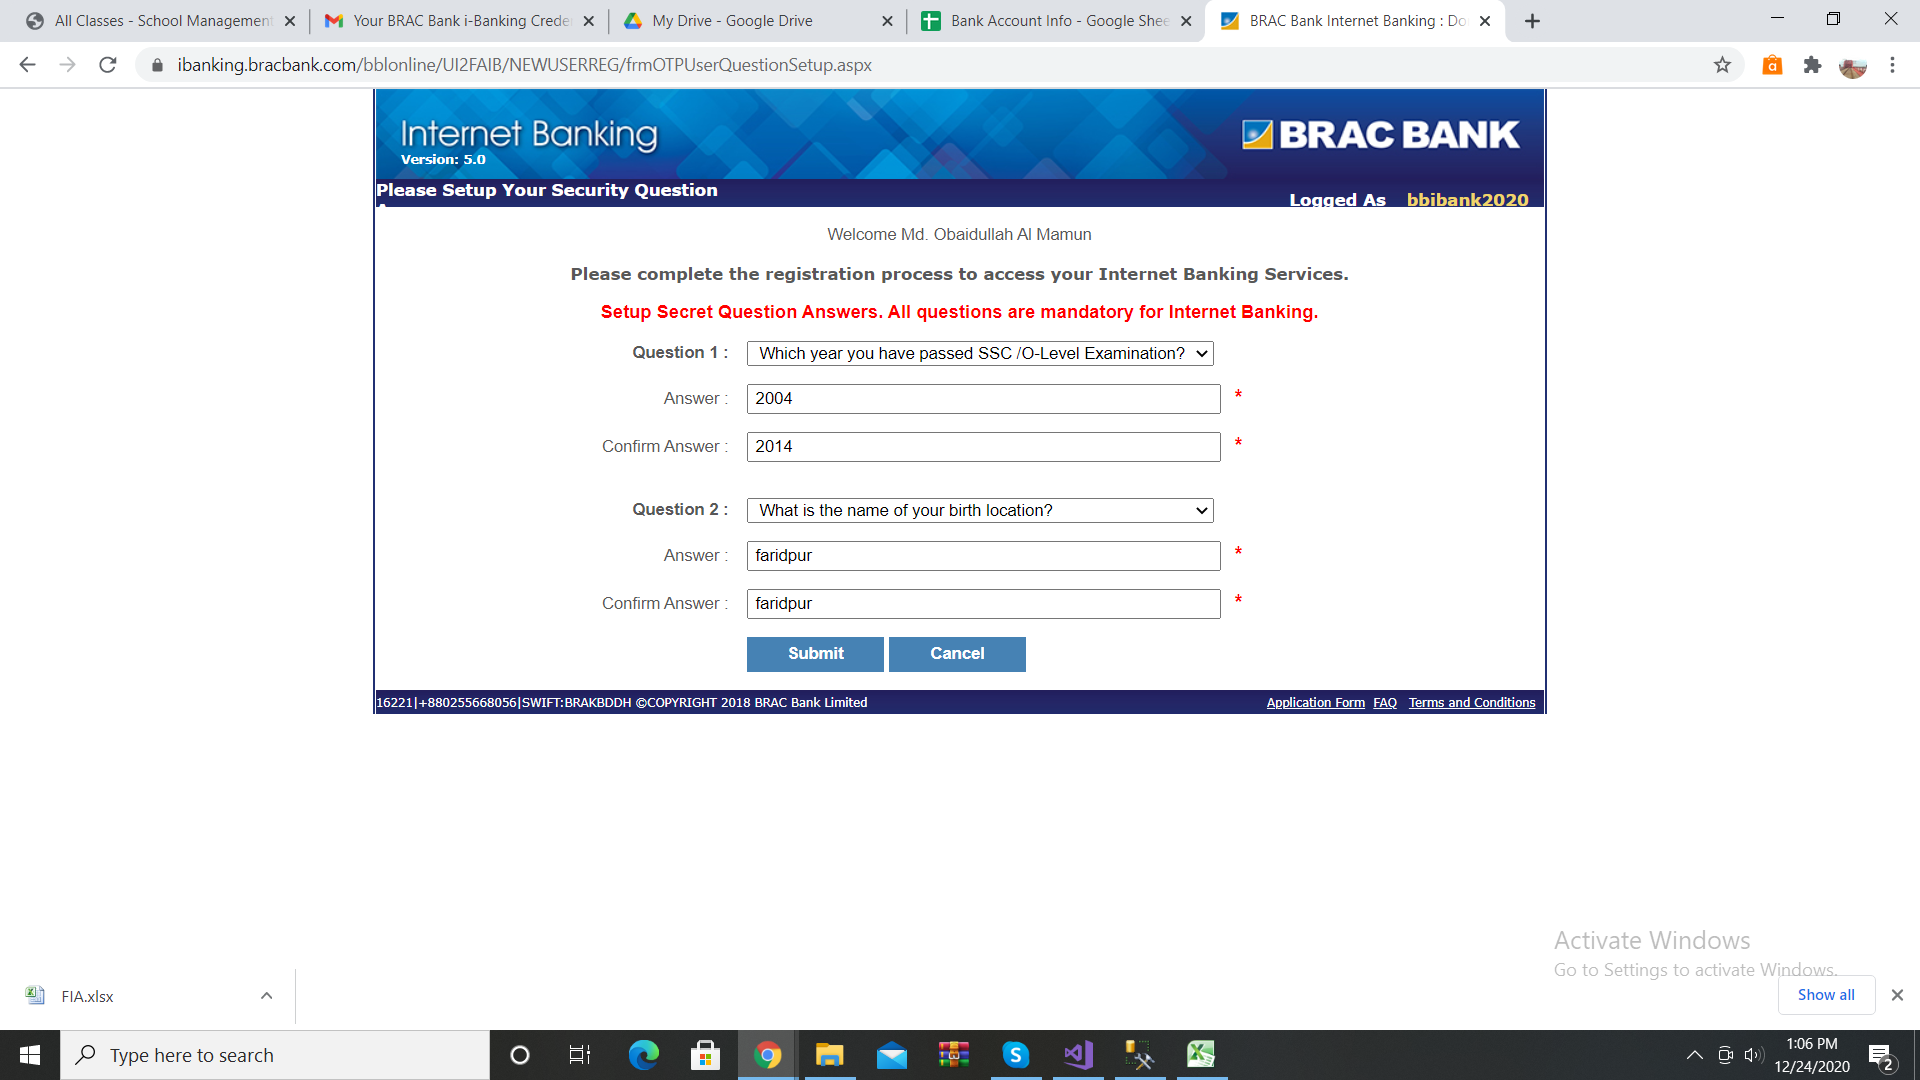 All Classes - School Management
Your BRAC Bank i-Banking Crede
My Drive - Google Drive
Bank Account Info - Google Shee
BRAC Bank Internet Banking : Do
ibanking.bracbank.com/bblonline/UI2FAIB/NEWUSERREG/frmOTPUserQuestionSetup.aspx
Internet Banking
Version: 5.0
BRAC BANK
Please Setup Your Security Question
Logged As bbibank2020
Welcome Md. Obaidullah Al Mamun
Please complete the registration process to access your Internet Banking Services.
Setup Secret Question Answers. All questions are mandatory for Internet Banking.
Question 1 : Which year you have passed SSC /O-Level Examination?
Answer : 2004 *
Confirm Answer : 2014 *
Question 2 : What is the name of your birth location?
Answer : faridpur *
Confirm Answer : faridpur *
Submit Cancel
16221|+880255668056|SWIFT:BRAKBDDH ©COPYRIGHT 2018 BRAC Bank Limited
Application Form FAQ Terms and Conditions
Activate Windows
Go to Settings to activate Windows.
FIA.xlsx
Show all
Type here to search
1:06 PM
12/24/2020
2